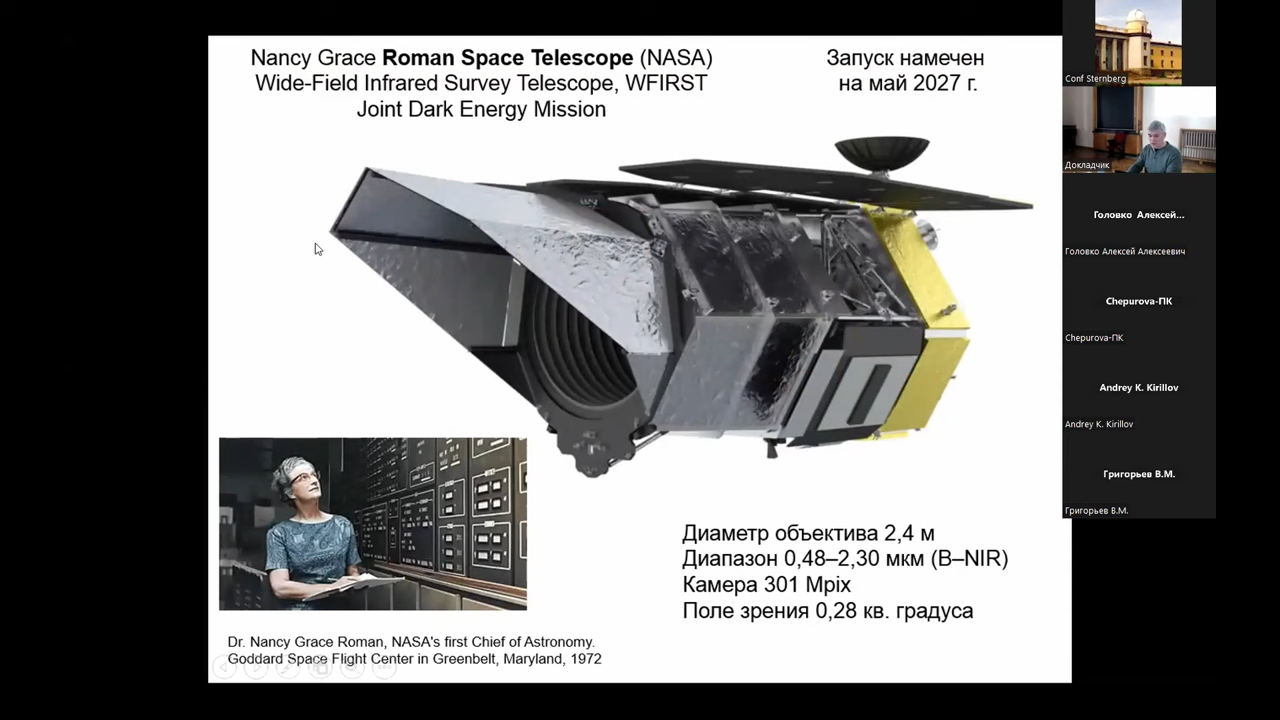 Nancy Grace Roman Space Telescope (NASA)
Wide-Field Infrared Survey Telescope, WFIRST
Joint Dark Energy Mission
Запуск намечен
на май 2027 г.
Диаметр объектива 2,4 м
Диапазон 0,48–2,30 мкм (B–NIR)
Камера 301 Mpix
Поле зрения 0,28 кв. градуса
Dr. Nancy Grace Roman, NASA's first Chief of Astronomy.
Goddard Space Flight Center in Greenbelt, Maryland, 1972
Conf Sternberg
Докладчик
Головко Алексей...
Головко Алексей Алексеевич
Chepurova-ПК
Chepurova-ПК
Andrey K. Kirillov
Andrey K. Kirillov
Григорьев В.М.
Григорьев В.М.